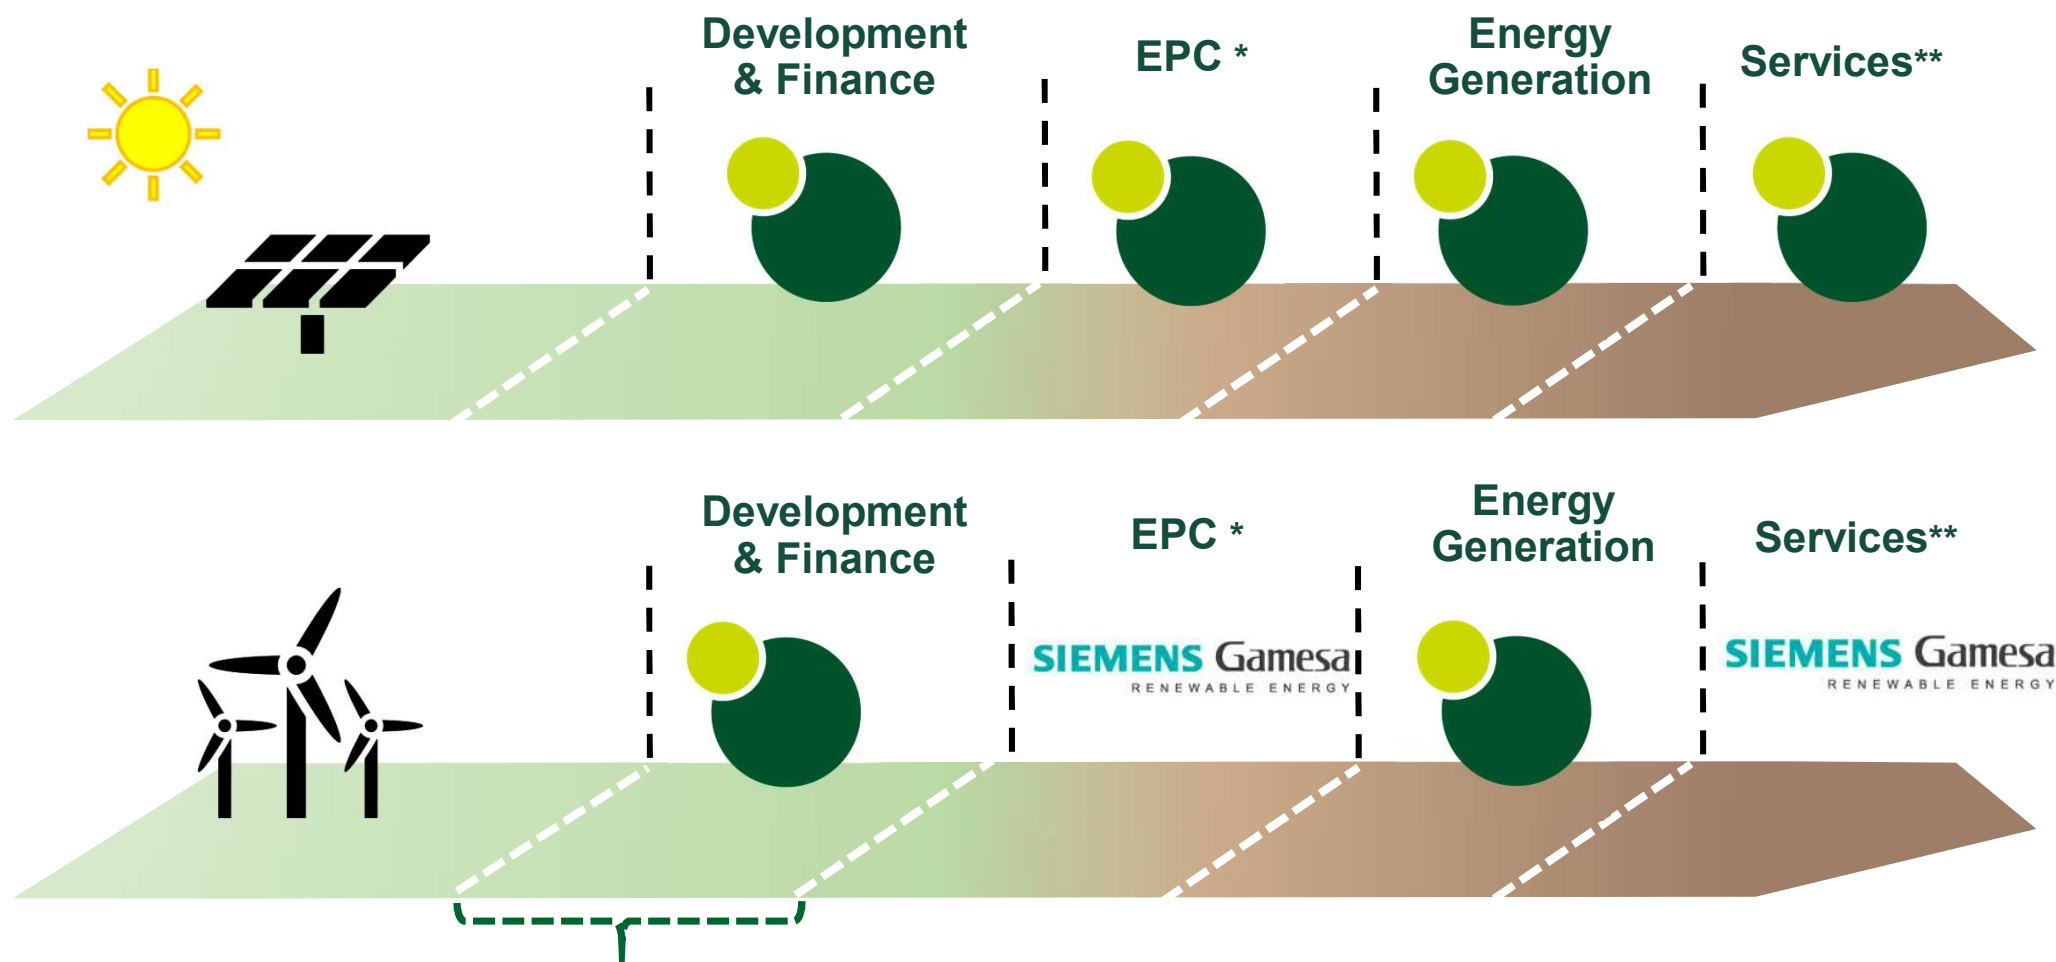 Development
& Finance
EPC *
Energy
Generation
Services**
Development
& Finance
EPC *
Energy
Generation
Services**
SIEMENS Gamesa
RENEWABLE ENERGY
SIEMENS Gamesa
RENEWABLE ENERGY